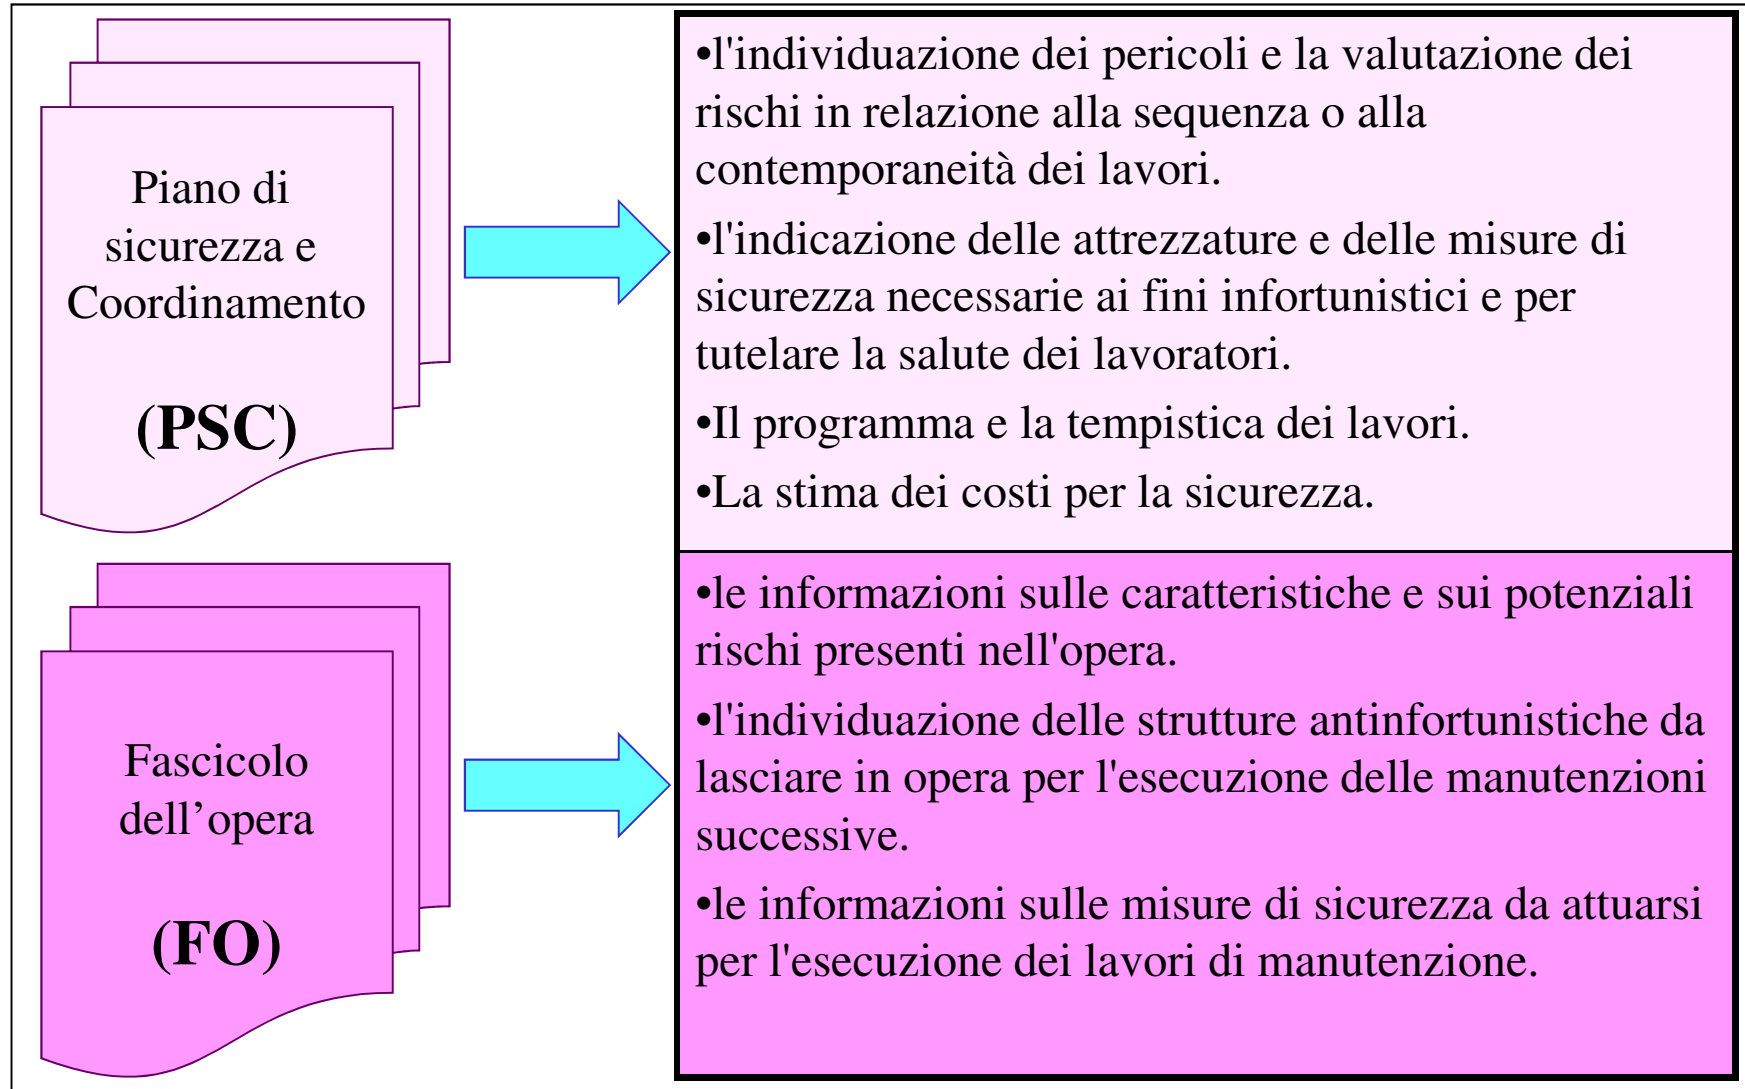 Piano di
sicurezza e
Coordinamento
(PSC)
•l'individuazione dei pericoli e la valutazione dei
rischi in relazione alla sequenza o alla
contemporaneità dei lavori.
•l'indicazione delle attrezzature e delle misure di
sicurezza necessarie ai fini infortunistici e per
tutelare la salute dei lavoratori.
•Il programma e la tempistica dei lavori.
•La stima dei costi per la sicurezza.
Fascicolo
dell’opera
(FO)
•le informazioni sulle caratteristiche e sui potenziali
rischi presenti nell'opera.
•l'individuazione delle strutture antinfortunistiche da
lasciare in opera per l'esecuzione delle manutenzioni
successive.
•le informazioni sulle misure di sicurezza da attuarsi
per l'esecuzione dei lavori di manutenzione.